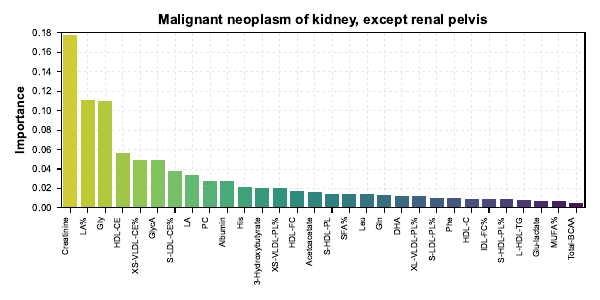 Malignant neoplasm of kidney, except renal pelvis
Importance
0.18
0.16
0.14
0.12
0.10
0.08
0.06
0.04
0.02
0.00
Creatinine
LA%
Gly
HDL-CE
XS-VLDL-CE%
GlycA
S-LDL-CE%
LA
PC
Albumin
His
3-Hydroxybutyrate
XS-VLDL-PL%
HDL-FC
Acetoacetate
S-HDL-PL
SFA%
Leu
Gln
DHA
XL-VLDL-PL%
S-LDL-PL%
Phe
HDL-C
IDL-FC%
S-HDL-PL%
L-HDL-TG
Glu-lactate
MUFA%
Total-BCAA